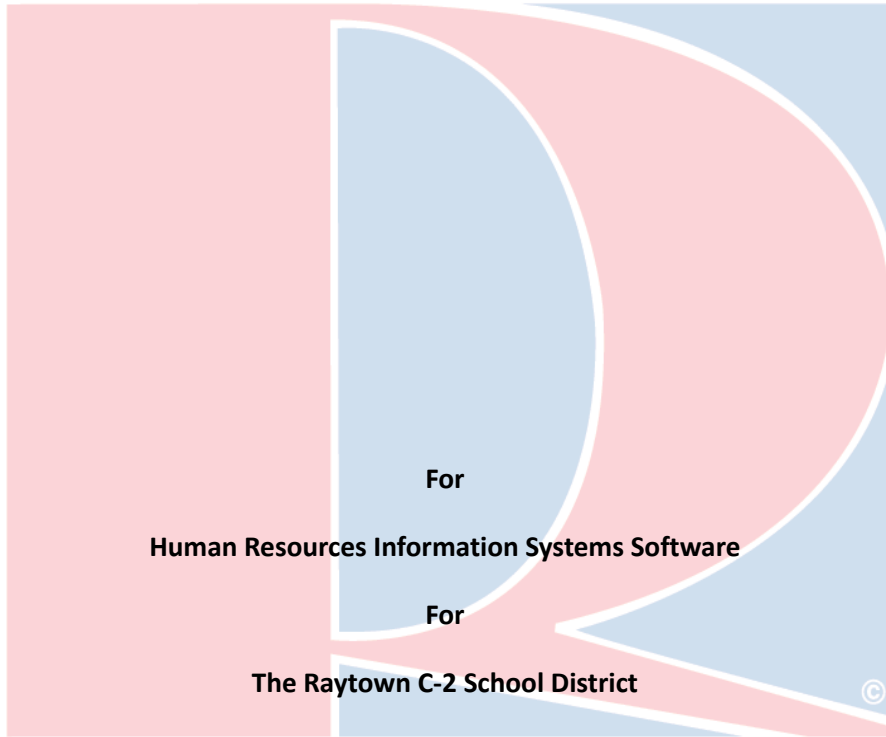 For
Human Resources Information Systems Software
For
The Raytown C-2 School District
©